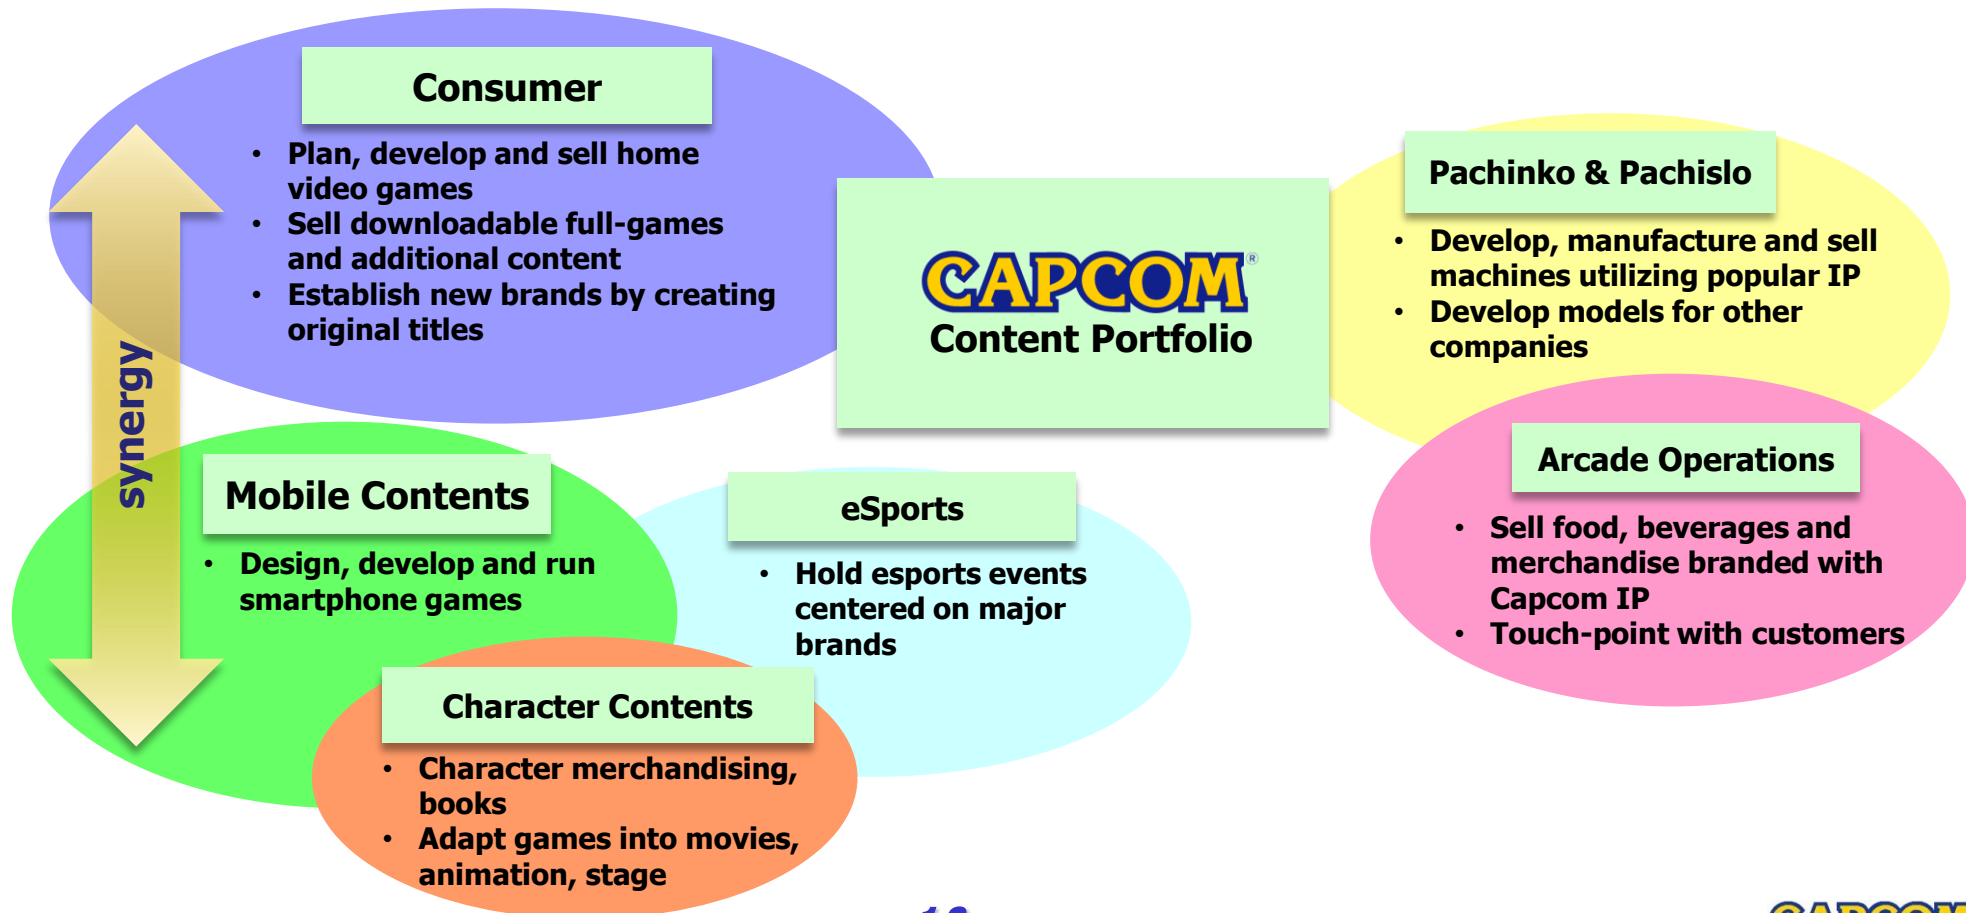 Consumer
• Plan, develop and sell home
video games
• Sell downloadable full-games
and additional content
• Establish new brands by creating
original titles
synergy
CAPCOM®
Content Portfolio
Pachinko & Pachislo
• Develop, manufacture and sell
machines utilizing popular IP
• Develop models for other
companies
Mobile Contents
• Design, develop and run
smartphone games
eSports
• Hold esports events
centered on major
brands
Arcade Operations
• Sell food, beverages and
merchandise branded with
Capcom IP
• Touch-point with customers
Character Contents
• Character merchandising,
books
• Adapt games into movies,
animation, stage
CAPCOM